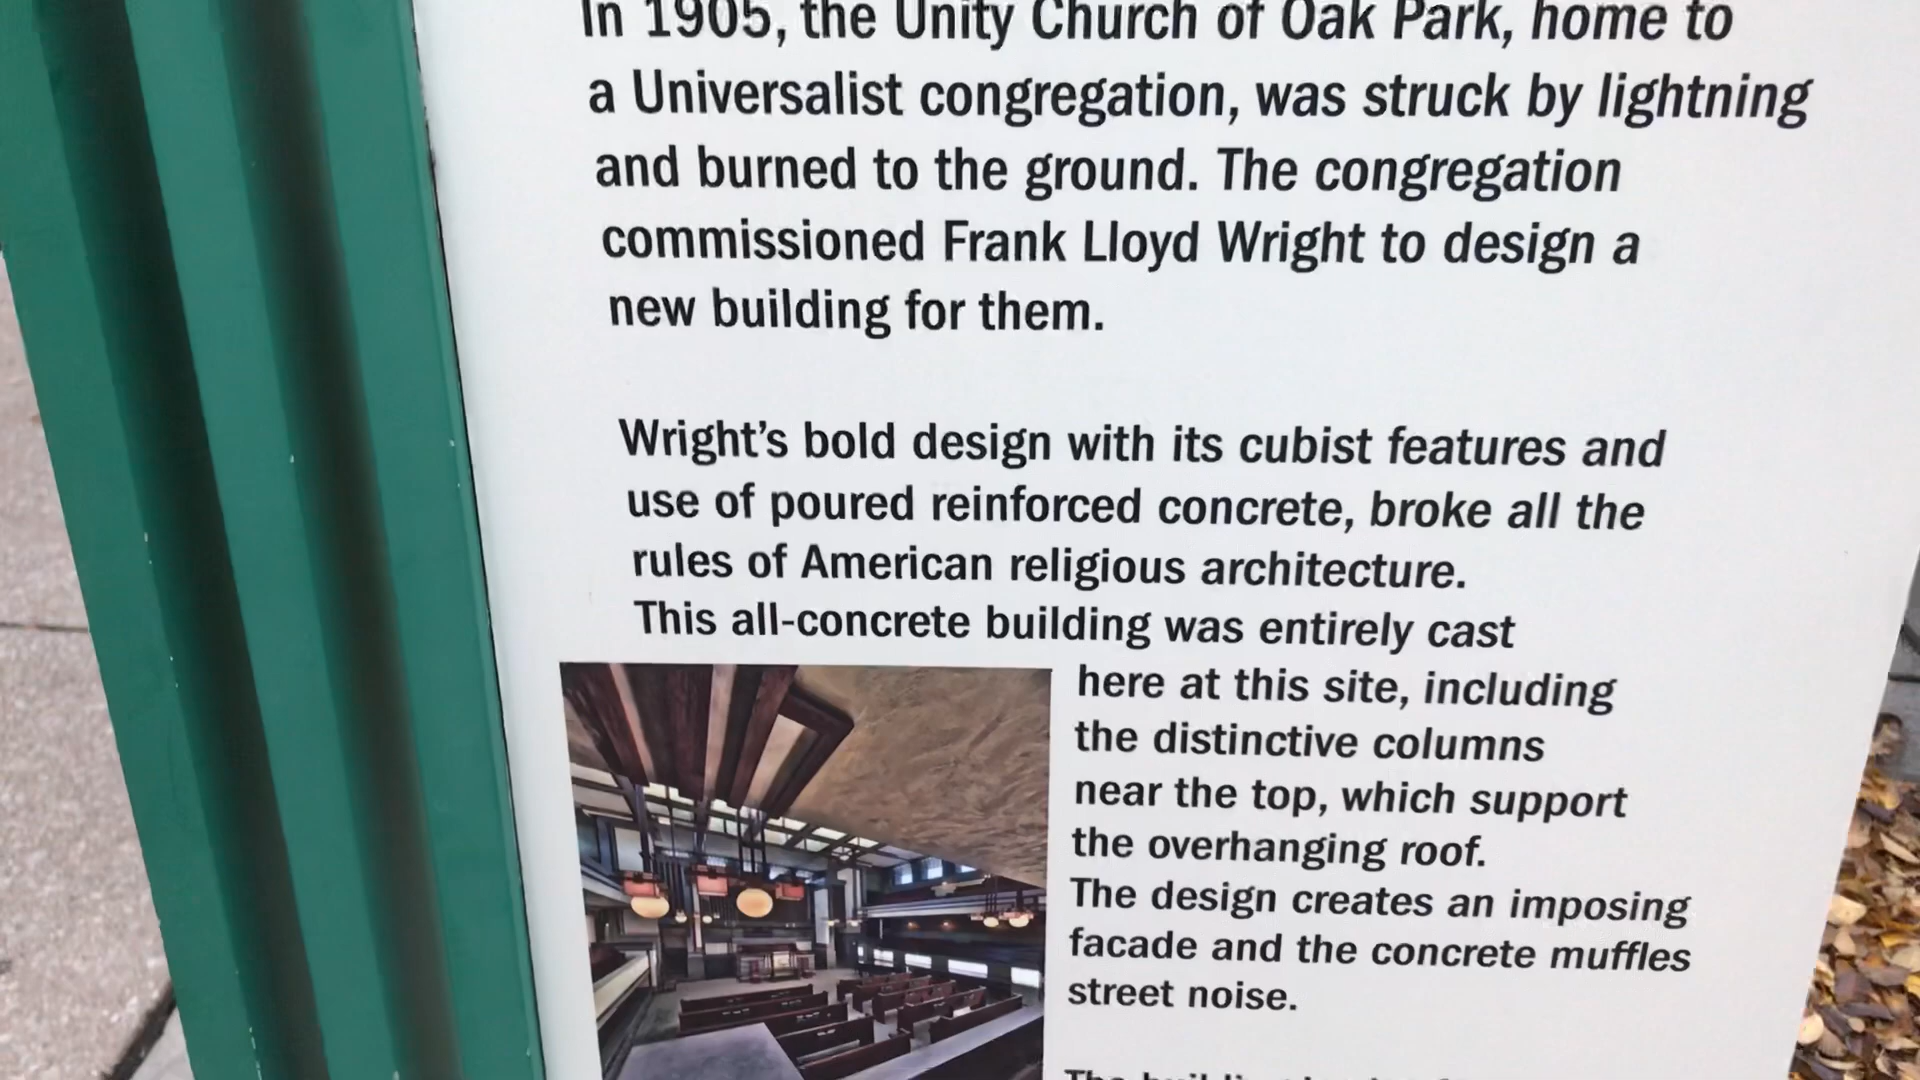 In 1905, the Unity Church of Oak Park, home to
a Universalist congregation, was struck by lightning
and burned to the ground. The congregation
commissioned Frank Lloyd Wright to design a
new building for them.
Wright's bold design with its cubist features and
use of poured reinforced concrete, broke all the
rules of American religious architecture.
This all-concrete building was entirely cast
here at this site, including
the distinctive columns
near the top, which support
the overhanging roof.
The design creates an imposing
facade and the concrete muffles
street noise.